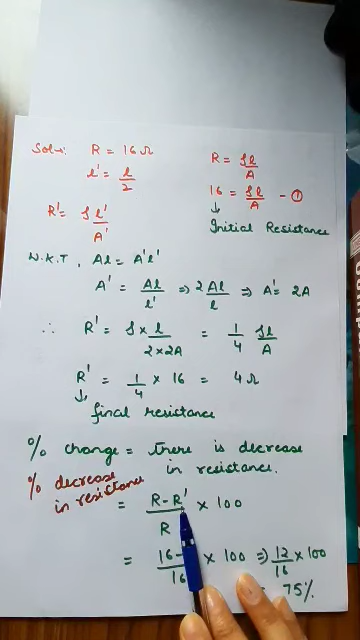 Soln: R = 16 Ω
l' = l/2
R' = ρ l'/A'
R = ρl/A
16 = ρl/A - ①
↓
Initial Resistance
W.K.T, Al = A'l'
A' = Al/l' ⇒ 2Al/l ⇒ A' = 2A
∴ R' = ρ × l/2×2A = 1/4 ρl/A
R' = 1/4 × 16 = 4 Ω
↓
final resistance
% change = there is decrease
in resistance.
% decrease
in resistance
= R-R'/R × 100
= 16-/16 × 100 ⇒ 12/16 × 100
75%